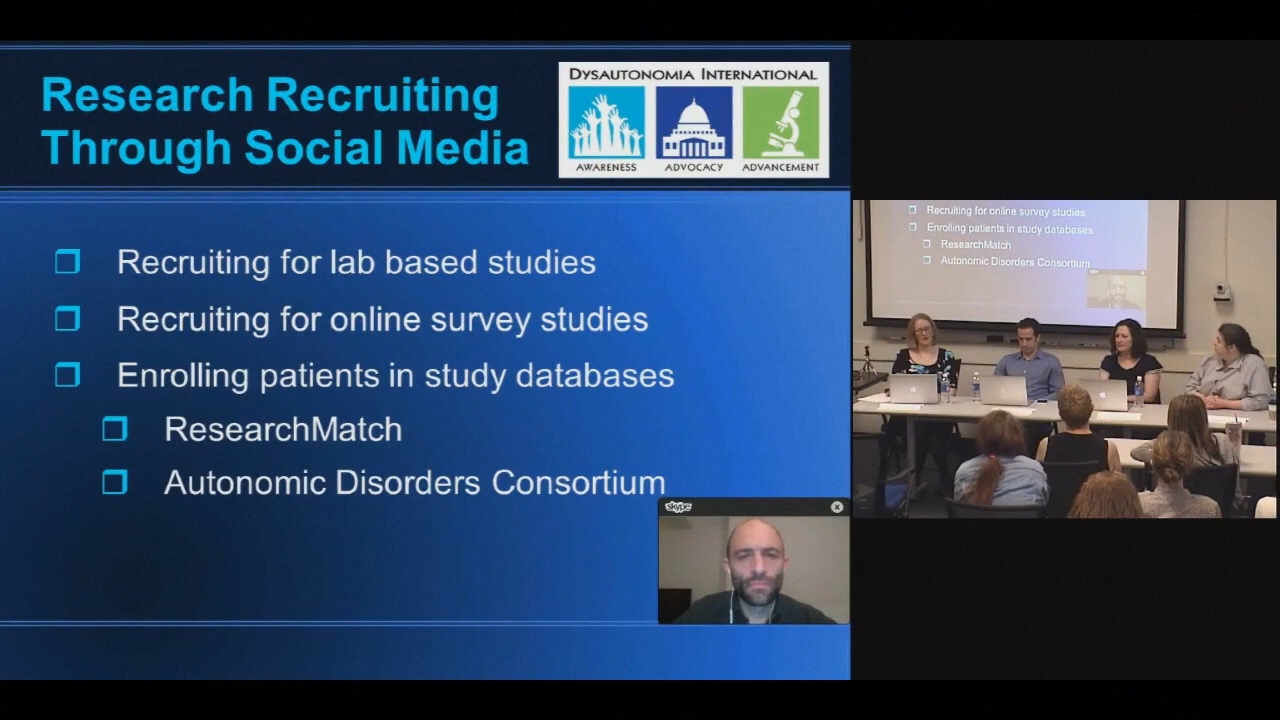 Research Recruiting
Through Social Media
DYSAUTONOMIA INTERNATIONAL
AWARENESS
ADVOCACY
ADVANCEMENT
Recruiting for lab based studies
Recruiting for online survey studies
Enrolling patients in study databases
ResearchMatch
Autonomic Disorders Consortium
skype
Recruiting for online survey studies
Enrolling patients in study databases
ResearchMatch
Autonomic Disorders Consortium